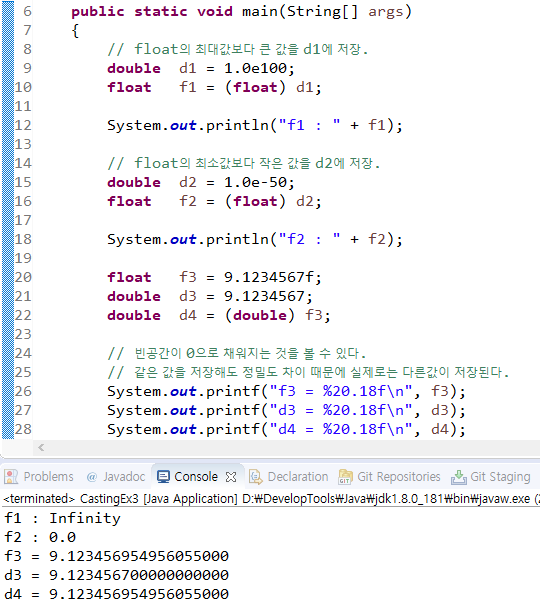 6 public static void main(String[] args)
7 {
8 // float의 최대값보다 큰 값을 d1에 저장.
9 double d1 = 1.0e100;
10 float f1 = (float) d1;
11
12 System.out.println("f1 : " + f1);
13
14 // float의 최소값보다 작은 값을 d2에 저장.
15 double d2 = 1.0e-50;
16 float f2 = (float) d2;
17
18 System.out.println("f2 : " + f2);
19
20 float f3 = 9.1234567f;
21 double d3 = 9.1234567;
22 double d4 = (double) f3;
23
24 // 빈공간이 0으로 채워지는 것을 볼 수 있다.
25 // 같은 값을 저장해도 정밀도 차이 때문에 실제로는 다른값이 저장된다.
26 System.out.printf("f3 = %20.18f\n", f3);
27 System.out.printf("d3 = %20.18f\n", d3);
28 System.out.printf("d4 = %20.18f\n", d4);
Problems @ Javadoc Console Declaration Git Repositories Git Staging
<terminated> CastingEx3 [Java Application] D:₩DevelopTools₩Java₩jdk1.8.0_181₩bin₩javaw.exe (2
f1 : Infinity
f2 : 0.0
f3 = 9.123456954956055000
d3 = 9.123456700000000000
d4 = 9.123456954956055000